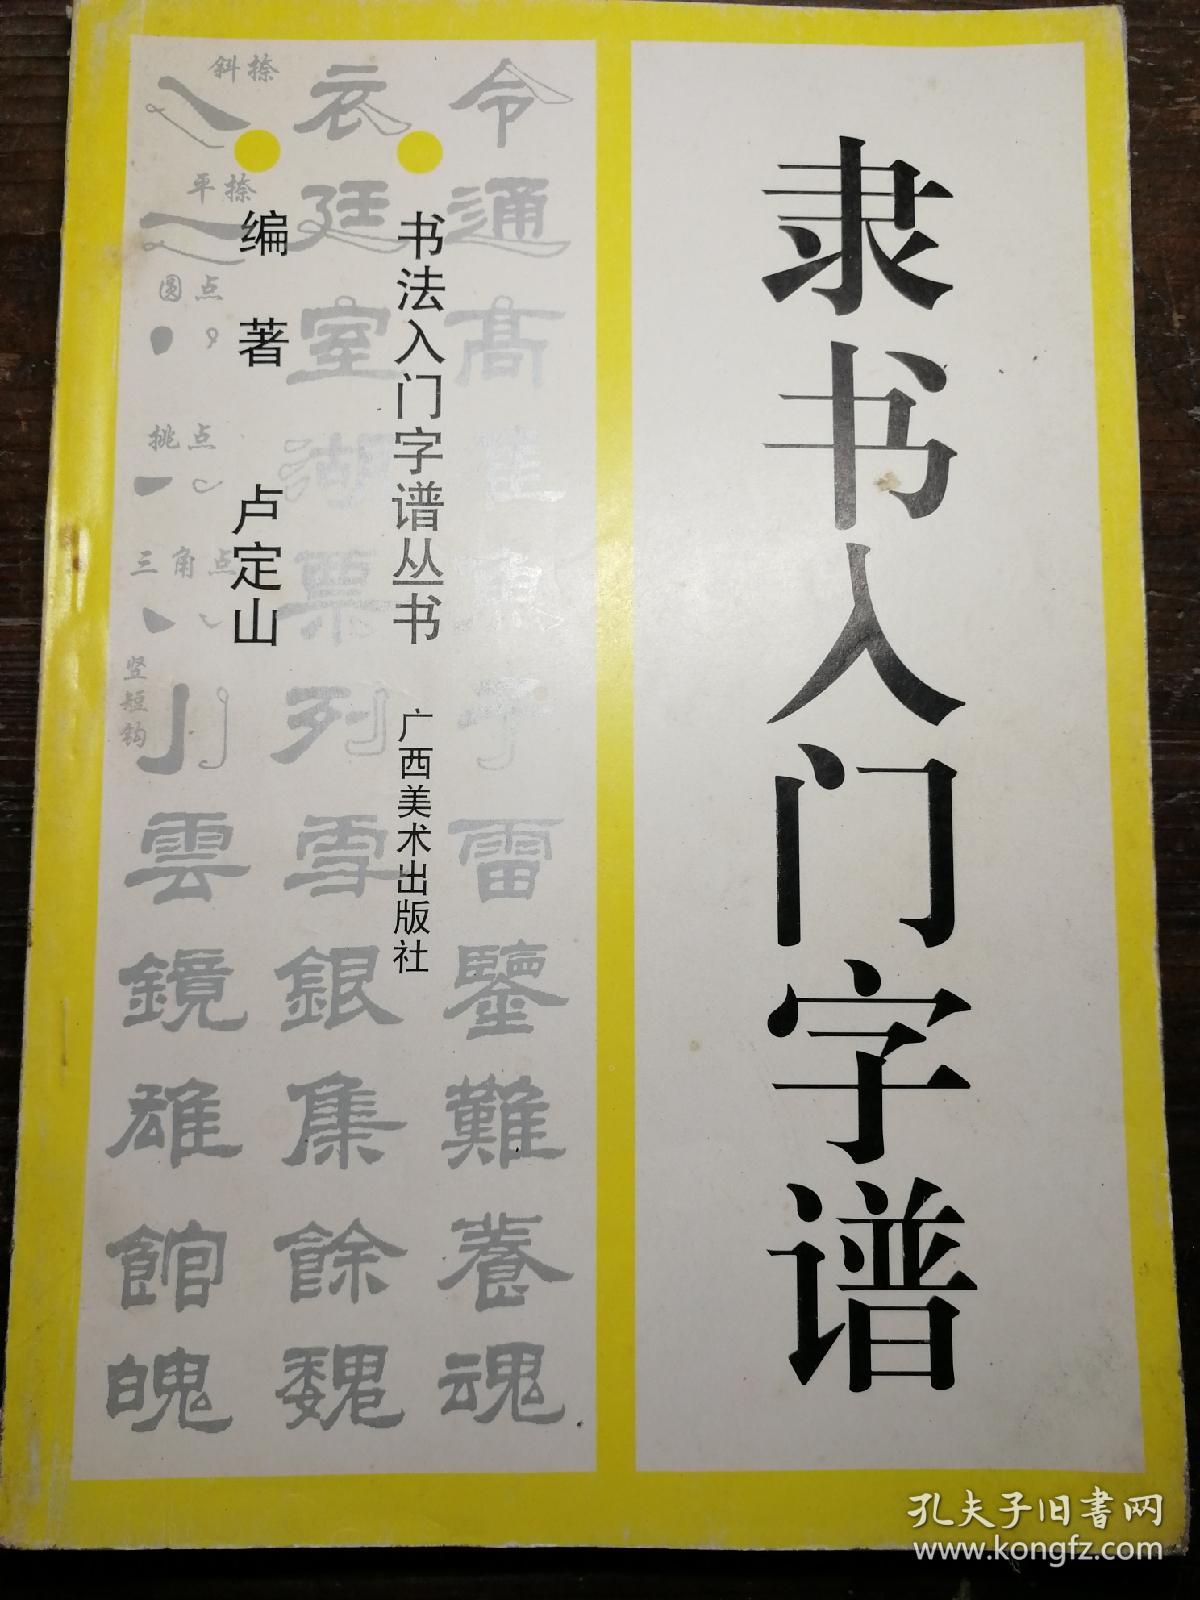 隶书入门字谱
书法入门字谱丛书
广西美术出版社
编著 卢定山
斜捺
平捺
圆点
挑点
三角点
竖短钩
令通高
雷鑒難養魂
衣廷室湖票列
雪銀集餘魏
雲鏡雄館魄
孔夫子旧書网
www.kongfz.com